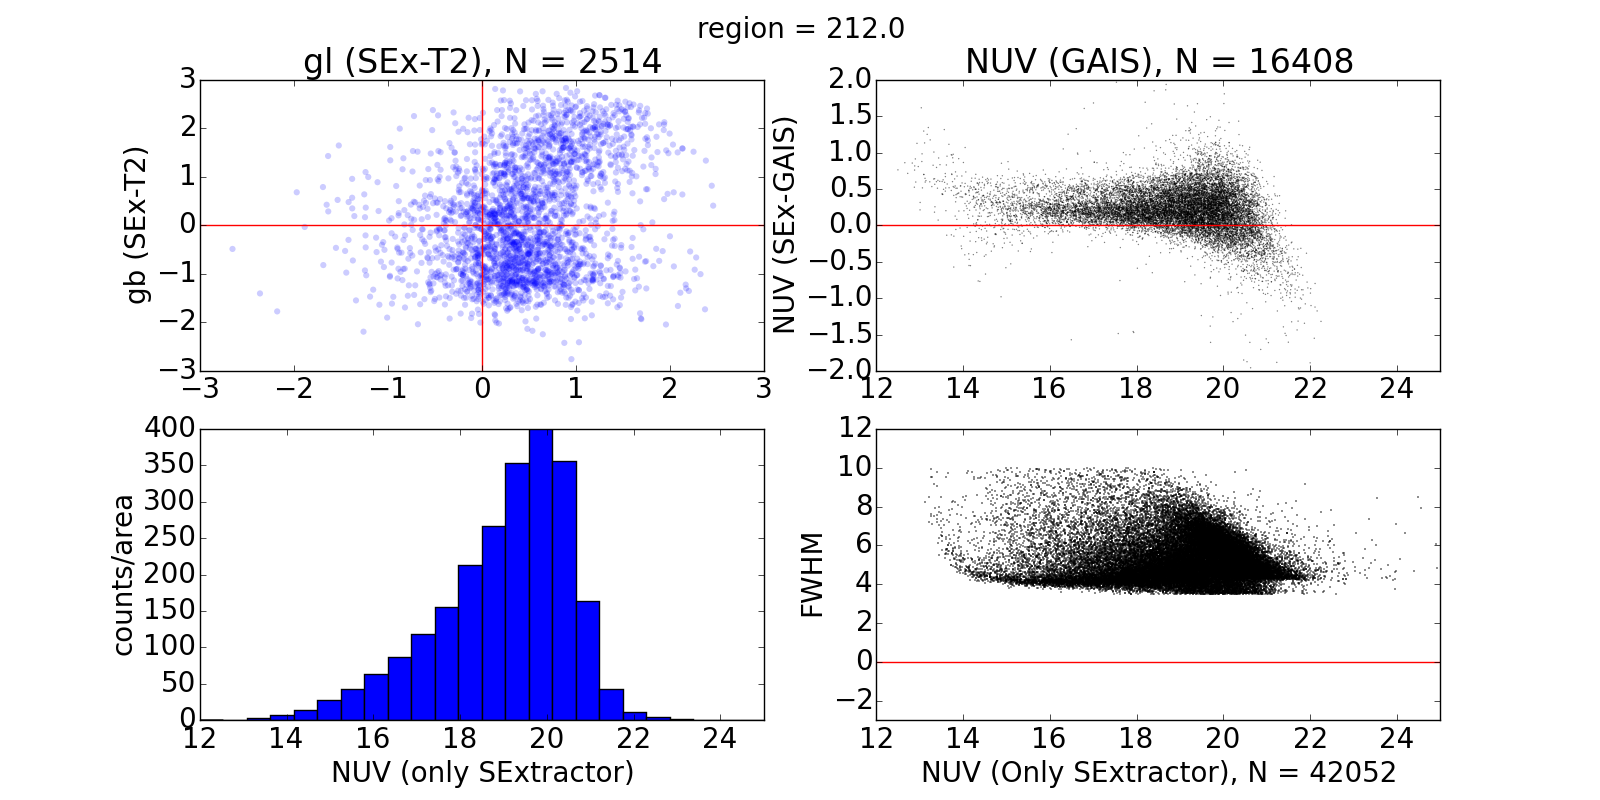 region = 212.0
gl (SEx-T2), N = 2514
NUV (GAIS), N = 16408
3
2
1
0
−1
−2
−3
gb (SEx-T2)
−3 −2 −1 0 1 2 3
2.0
1.5
1.0
0.5
0.0
−0.5
−1.0
−1.5
−2.0
NUV (SEx-GAIS)
12 14 16 18 20 22 24
400
350
300
250
200
150
100
50
0
counts/area
12 14 16 18 20 22 24
NUV (only SExtractor)
12
10
8
6
4
2
0
−2
FWHM
12 14 16 18 20 22 24
NUV (Only SExtractor), N = 42052